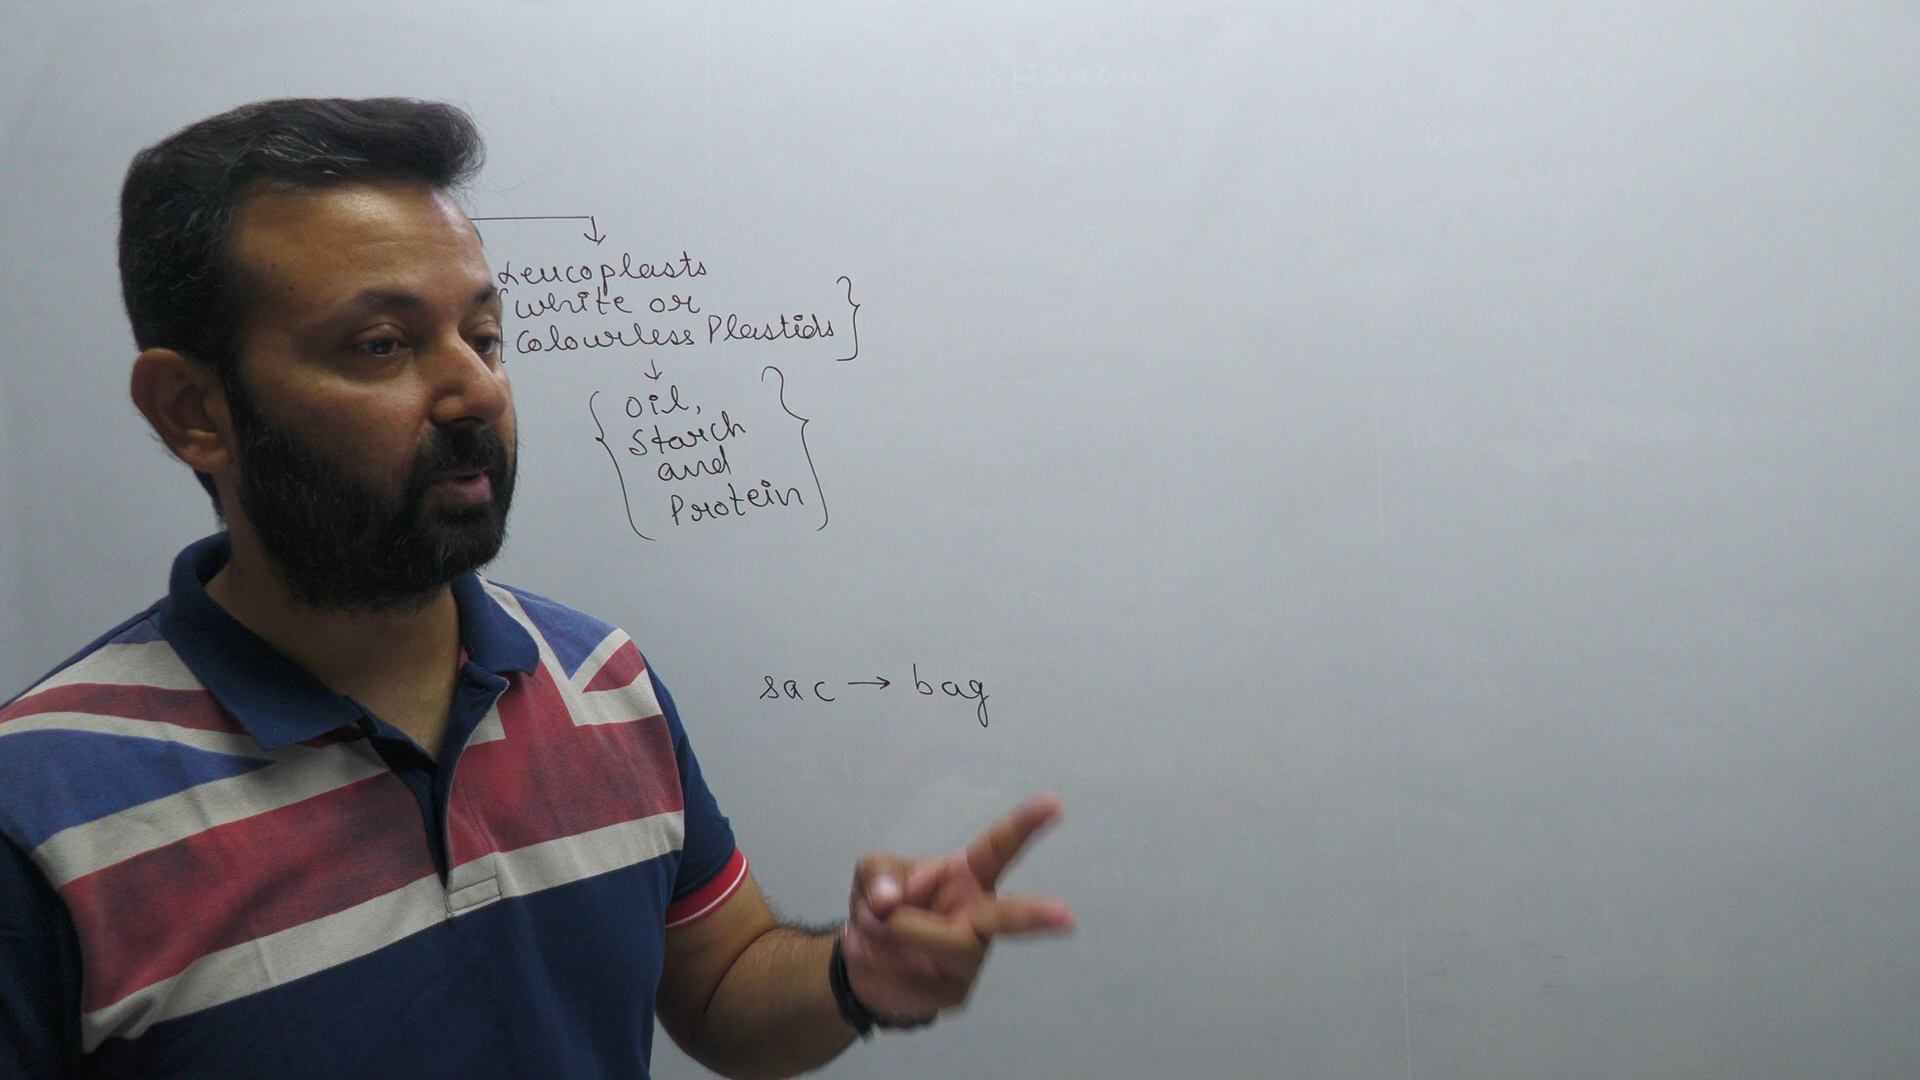 Leucoplasts
{ white or
colourless Plastids }
↓
{ oil,
starch
and
Protein }
sac → bag